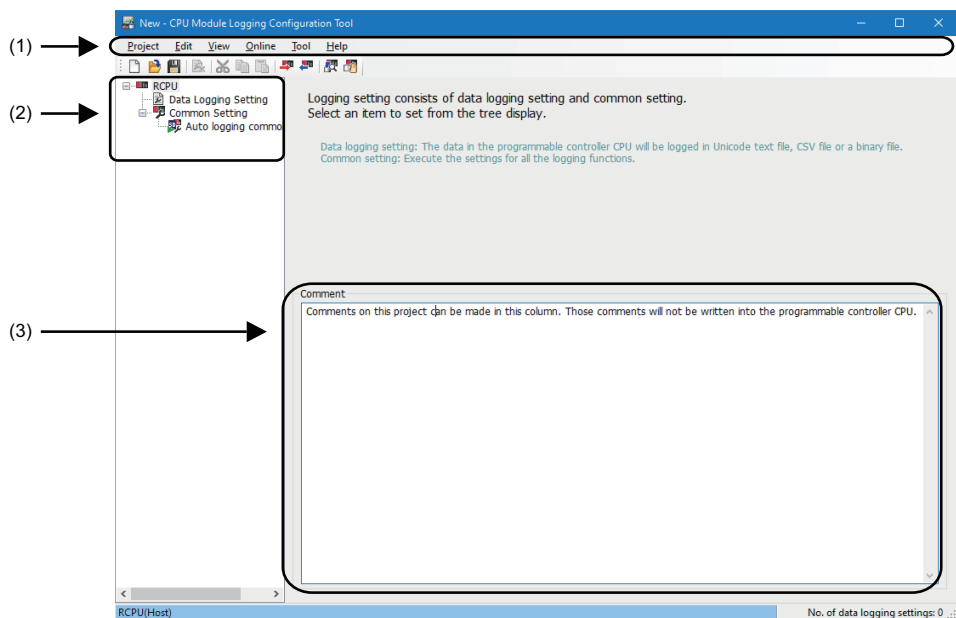 New - CPU Module Logging Configuration Tool
(1)
Project Edit View Online Tool Help
RCPU
Data Logging Setting
(2)
Common Setting
Auto logging commo
Logging setting consists of data logging setting and common setting.
Select an item to set from the tree display.
Data logging setting: The data in the programmable controller CPU will be logged in Unicode text file, CSV file or a binary file.
Common setting: Execute the settings for all the logging functions.
Comment
Comments on this project can be made in this column. Those comments will not be written into the programmable controller CPU.
(3)
RCPU(Host)
No. of data logging settings: 0